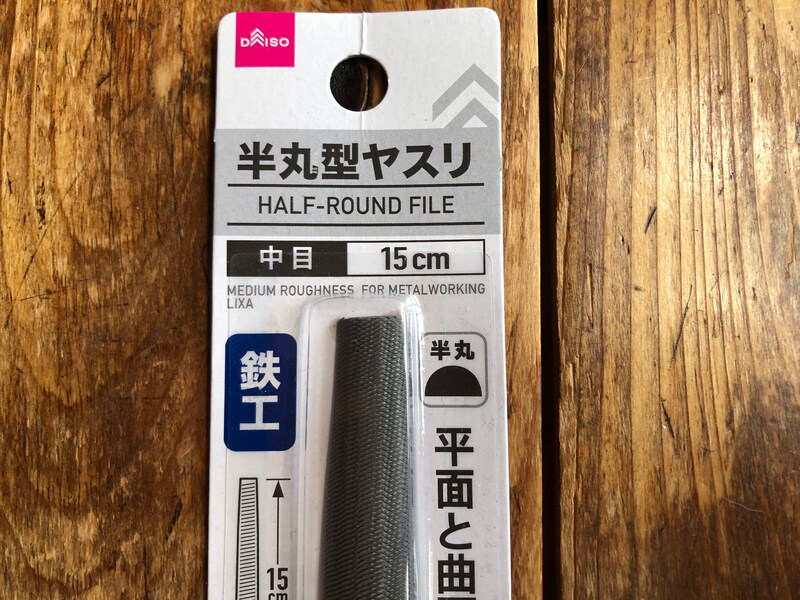 DAISO
半丸型ヤスリ
HALF-ROUND FILE
中目 15cm
MEDIUM ROUGHNESS FOR METALWORKING
LIXA
鉄工
半丸
平面と曲
15
cm